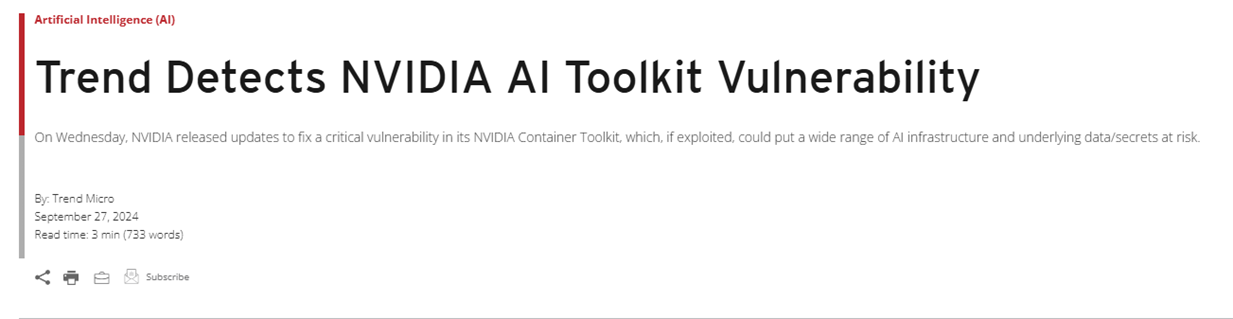 Artificial Intelligence (AI)
Trend Detects NVIDIA AI Toolkit Vulnerability
On Wednesday, NVIDIA released updates to fix a critical vulnerability in its NVIDIA Container Toolkit, which, if exploited, could put a wide range of AI infrastructure and underlying data/secrets at risk.
By: Trend Micro
September 27, 2024
Read time: 3 min (733 words)
Subscribe